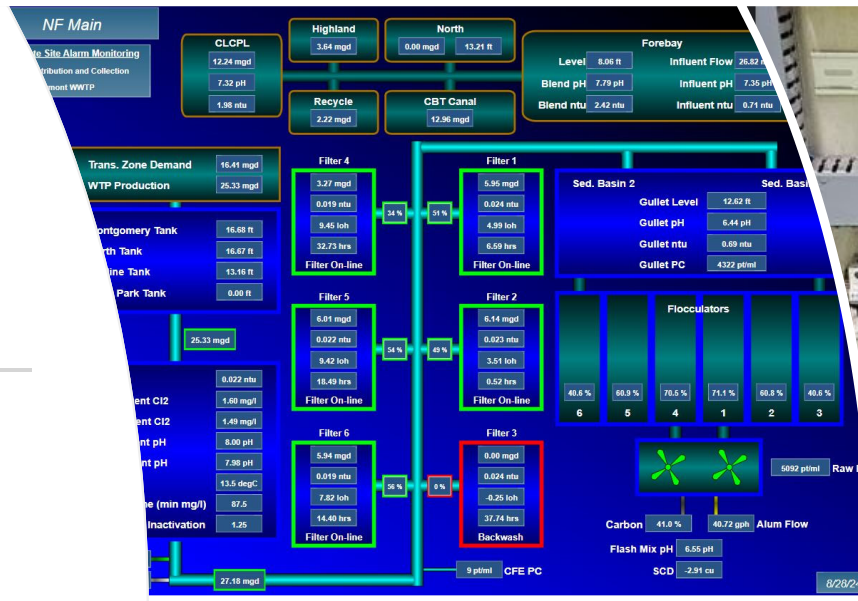 NF Main
te Site Alarm Monitoring
tribution and Collection
mont WWTP
CLCPL
12.24 mgd
7.32 pH
1.98 ntu
Highland
3.64 mgd
North
0.00 mgd 13.21 ft
Recycle
2.22 mgd
CBT Canal
12.96 mgd
Forebay
Level 8.06 ft Influent Flow 26.82
Blend pH 7.79 pH Influent pH 7.35 pH
Blend ntu 2.42 ntu Influent ntu 0.71 ntu
Trans. Zone Demand 16.41 mgd
WTP Production 25.33 mgd
ontgomery Tank 16.68 ft
rth Tank 16.67 ft
ine Tank 13.16 ft
Park Tank 0.00 ft
25.33 mgd
0.022 ntu
ent Cl2 1.60 mg/l
ent Cl2 1.49 mg/l
nt pH 8.00 pH
nt pH 7.98 pH
13.5 degC
e (min mg/l) 87.5
Inactivation 1.25
27.18 mgd
Filter 4
3.27 mgd
0.019 ntu
9.45 loh
32.73 hrs
Filter On-line
34 %
51 %
Filter 1
5.95 mgd
0.024 ntu
4.99 loh
6.59 hrs
Filter On-line
Filter 5
6.01 mgd
0.022 ntu
9.42 loh
18.49 hrs
Filter On-line
54 %
49 %
Filter 2
6.14 mgd
0.023 ntu
3.51 loh
0.52 hrs
Filter On-line
Filter 6
5.94 mgd
0.019 ntu
7.82 loh
14.40 hrs
Filter On-line
56 %
0 %
Filter 3
0.00 mgd
0.024 ntu
-0.25 loh
37.74 hrs
Backwash
9 pt/ml CFE PC
Sed. Basin 2 Sed. Basi
Gullet Level 12.62 ft
Gullet pH 6.44 pH
Gullet ntu 0.69 ntu
Gullet PC 4322 pt/ml
Flocculators
40.6 % 60.9 % 70.5 % 71.1 % 60.8 % 40.6 %
6 5 4 1 2 3
5092 pt/ml Raw
Carbon 41.0 % 40.72 gph Alum Flow
Flash Mix pH 6.55 pH
SCD -2.91 cu
8/28/24